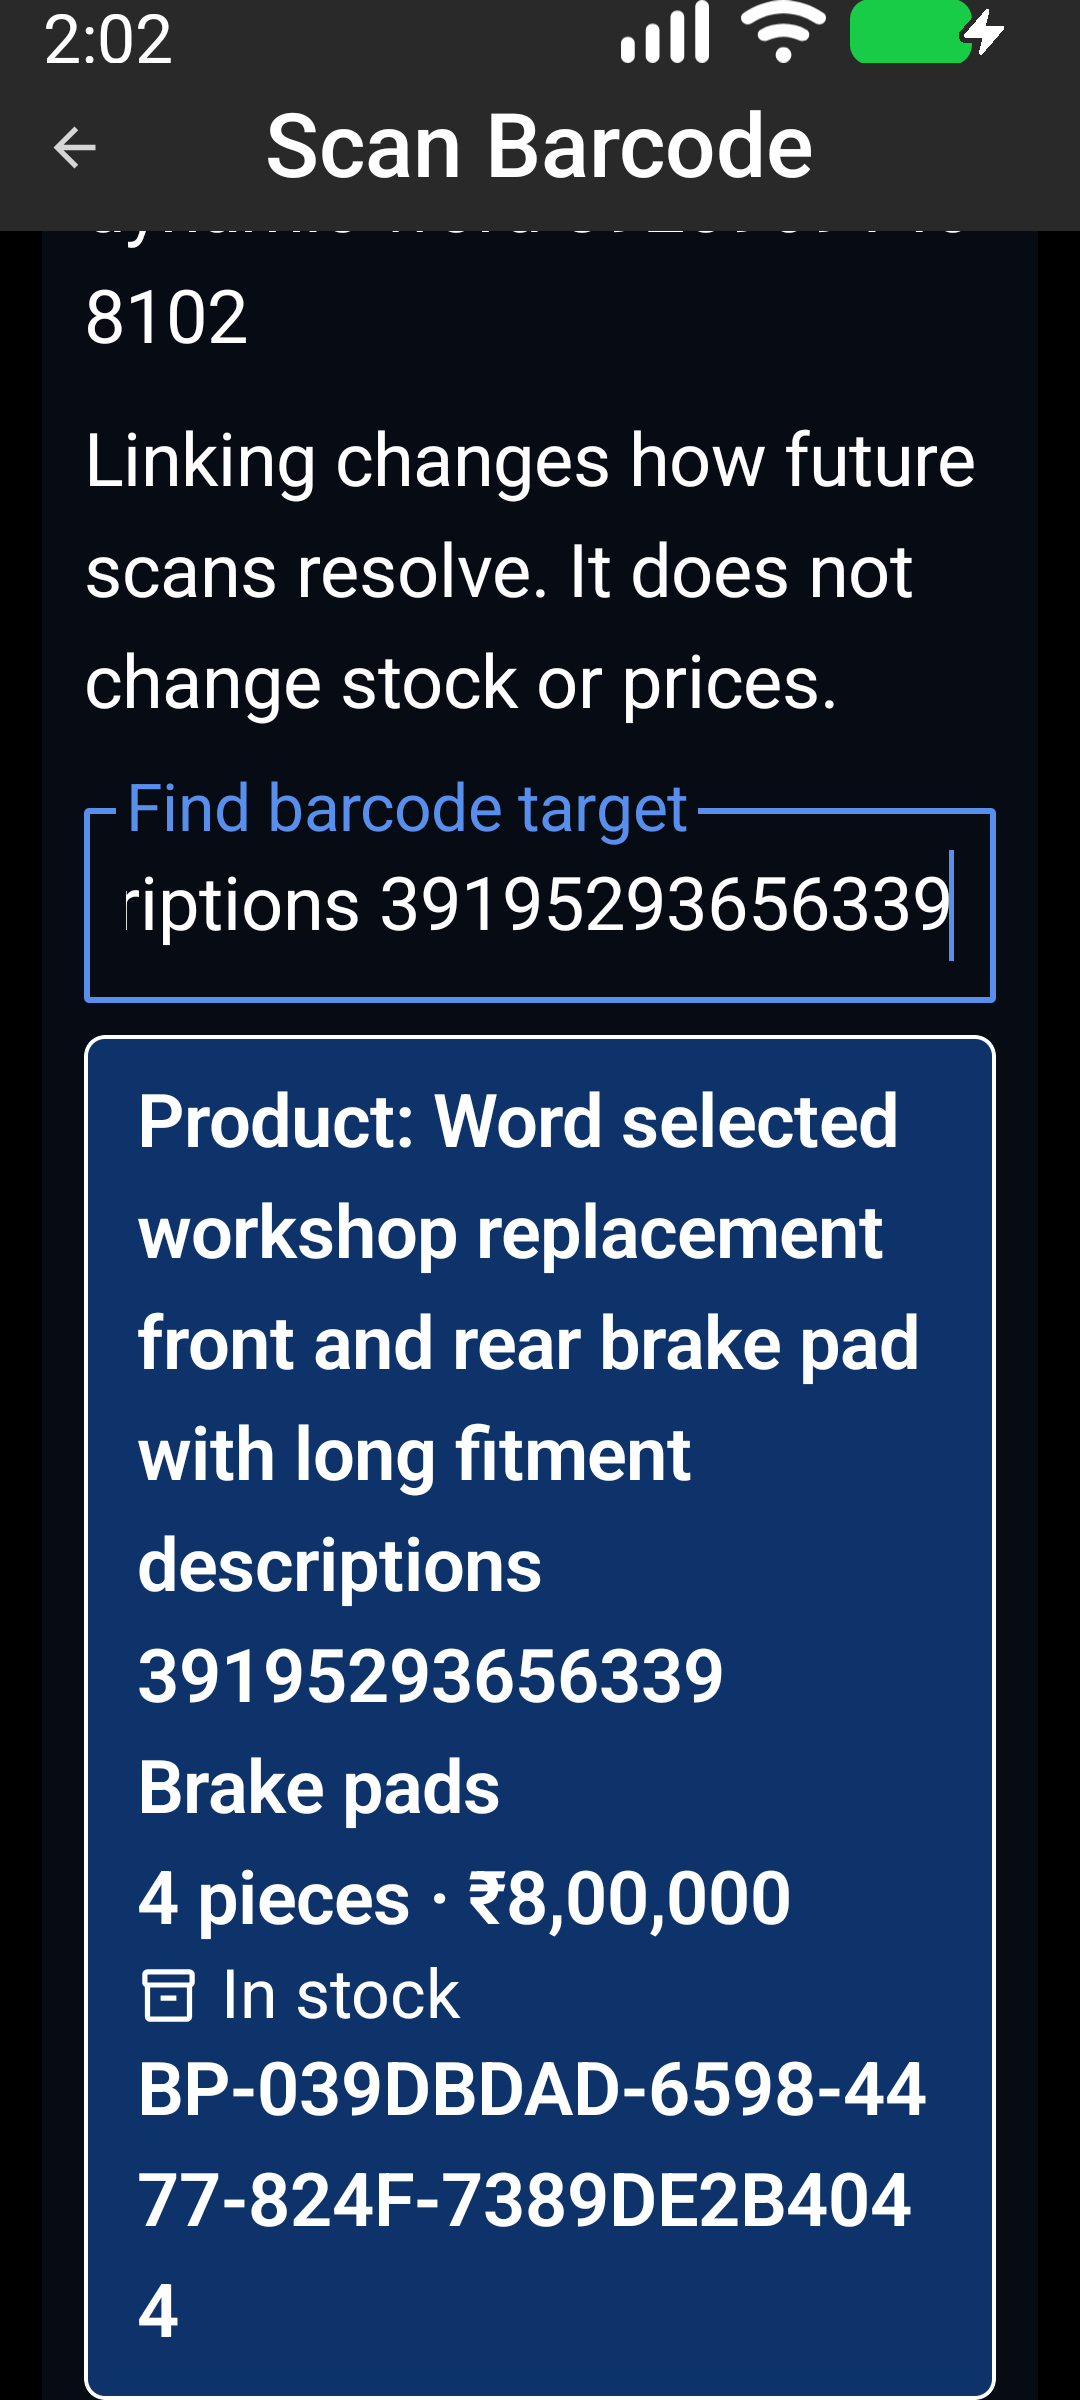 2:02
Scan Barcode
8102
Linking changes how future
scans resolve. It does not
change stock or prices.
Find barcode target
riptions 39195293656339
Product: Word selected
workshop replacement
front and rear brake pad
with long fitment
descriptions
39195293656339
Brake pads
4 pieces · ₹8,00,000
In stock
BP-039DBDAD-6598-44
77-824F-7389DE2B404
4